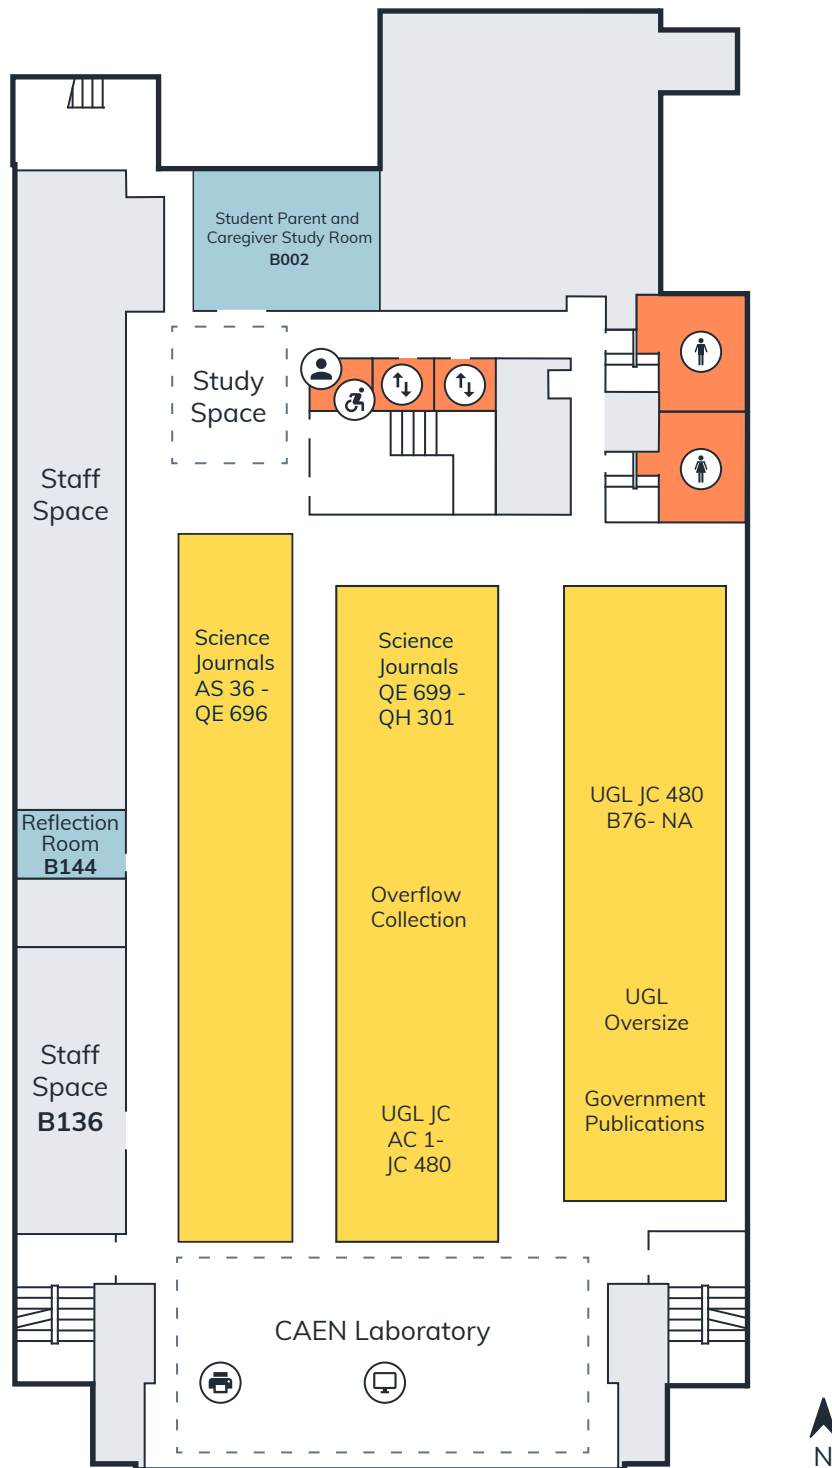 Student Parent and
Caregiver Study Room
B002
Study
Space
Staff
Space
Science
Journals
AS 36 -
QE 696
Science
Journals
QE 699 -
QH 301
UGL JC 480
B76- NA
Reflection
Room
B144
Overflow
Collection
UGL
Oversize
Staff
Space
B136
Government
Publications
UGL JC
AC 1-
JC 480
CAEN Laboratory
N